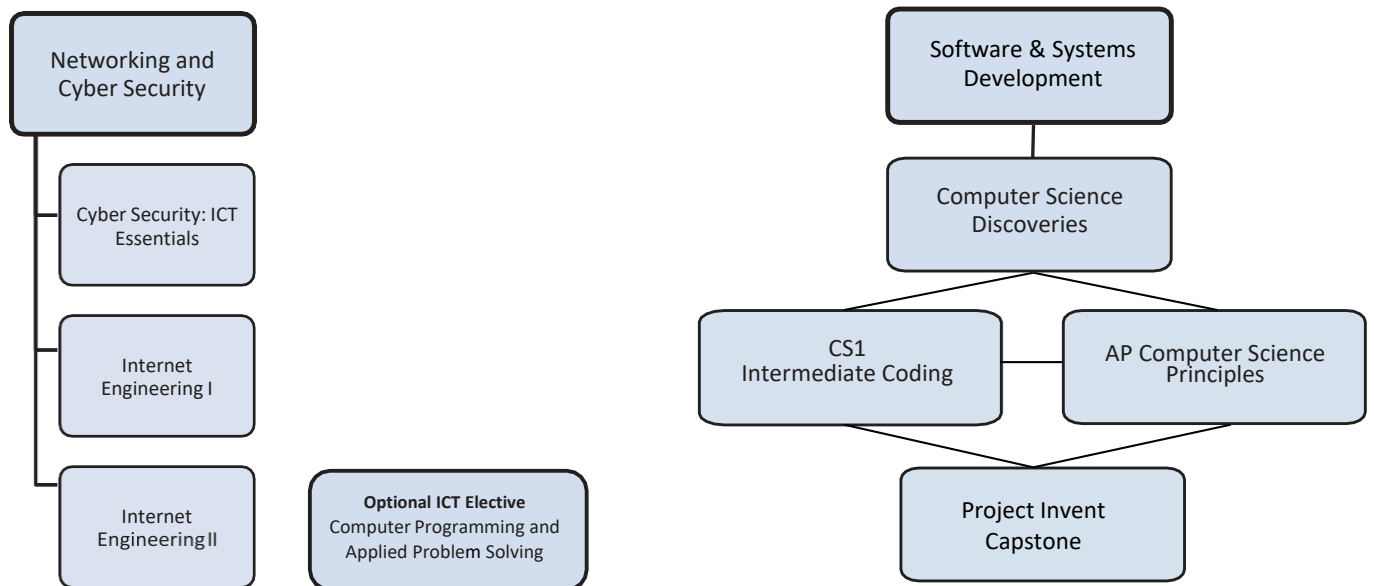 Networking and
Cyber Security
Cyber Security: ICT
Essentials
Internet
Engineering I
Internet
Engineering II
Optional ICT Elective
Computer Programming and
Applied Problem Solving
Software & Systems
Development
Computer Science
Discoveries
CS1
Intermediate Coding
AP Computer Science
Principles
Project Invent
Capstone